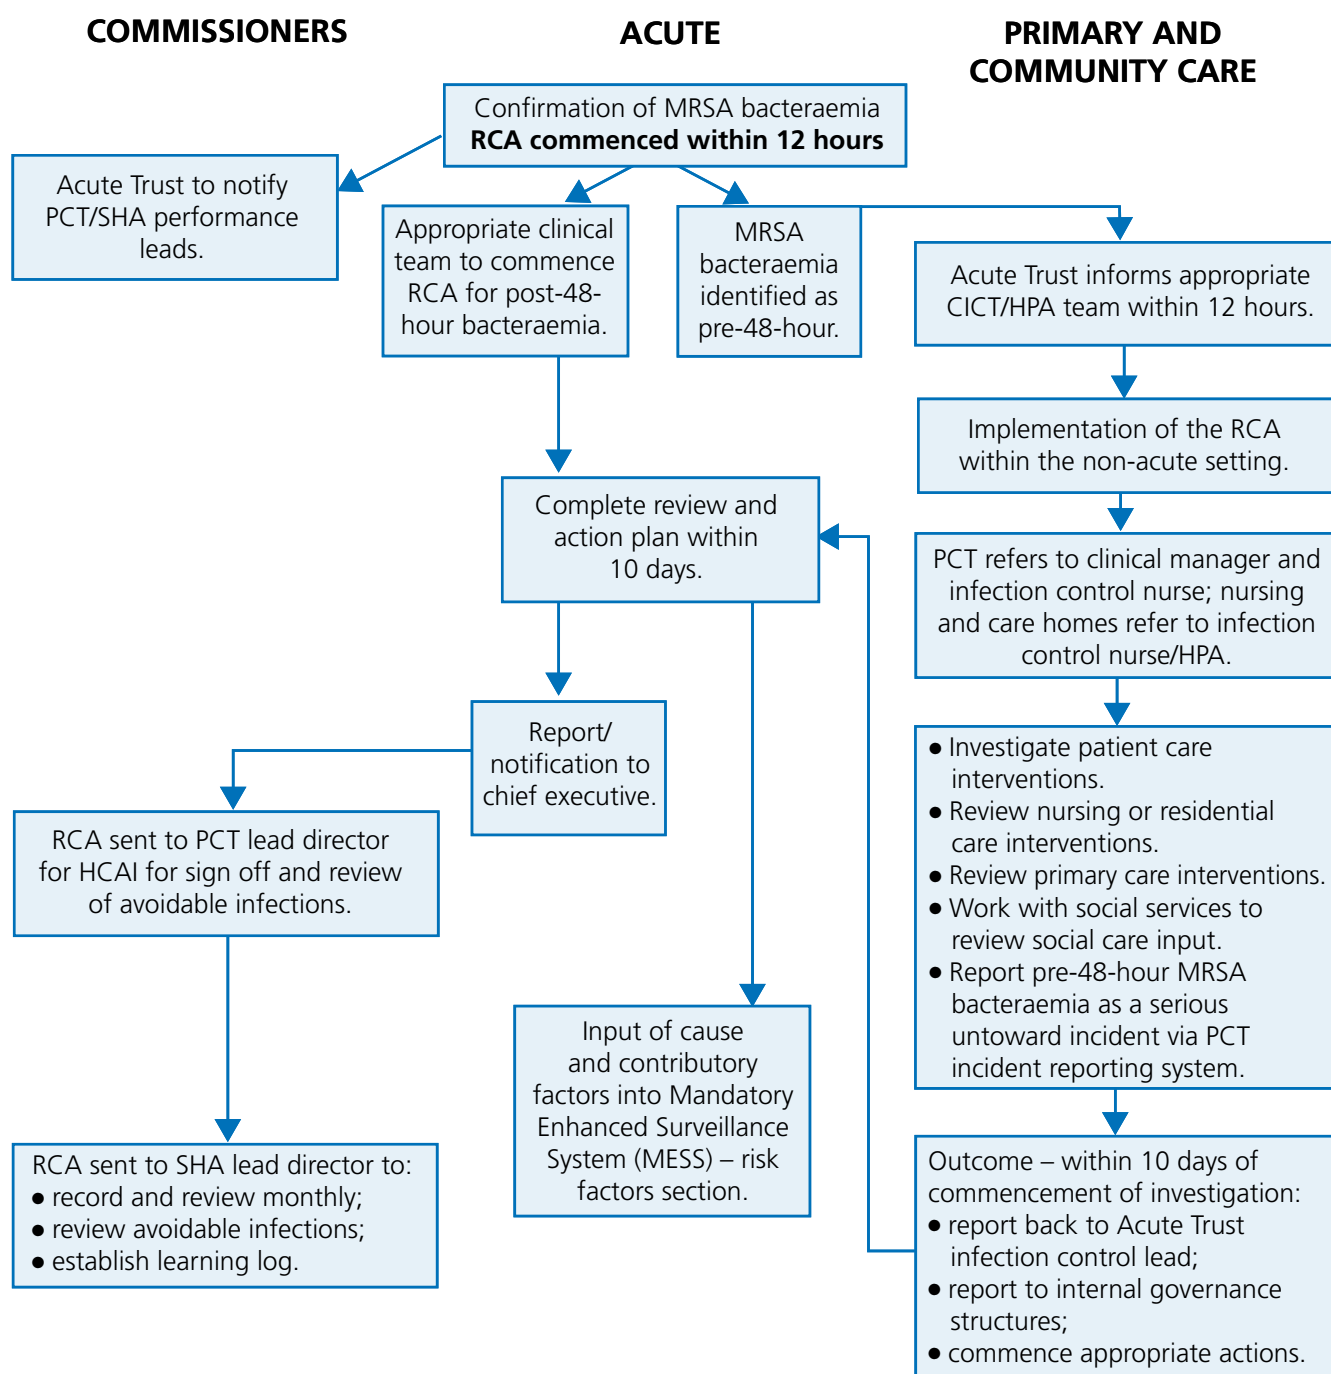 COMMISSIONERS
ACUTE
PRIMARY AND
COMMUNITY CARE
Confirmation of MRSA bacteraemia
RCA commenced within 12 hours
Acute Trust to notify
PCT/SHA performance
leads.
Appropriate clinical
team to commence
RCA for post-48-
hour bacteraemia.
MRSA
bacteraemia
identified as
pre-48-hour.
Acute Trust informs appropriate
CICT/HPA team within 12 hours.
Implementation of the RCA
within the non-acute setting.
Complete review and
action plan within
10 days.
PCT refers to clinical manager and
infection control nurse; nursing
and care homes refer to infection
control nurse/HPA.
Report/
notification to
chief executive.
• Investigate patient care
interventions.
• Review nursing or residential
care interventions.
• Review primary care interventions.
• Work with social services to
review social care input.
• Report pre-48-hour MRSA
bacteraemia as a serious
untoward incident via PCT
incident reporting system.
RCA sent to PCT lead director
for HCAI for sign off and review
of avoidable infections.
Input of cause
and contributory
factors into Mandatory
Enhanced Surveillance
System (MESS) – risk
factors section.
RCA sent to SHA lead director to:
• record and review monthly;
• review avoidable infections;
• establish learning log.
Outcome – within 10 days of
commencement of investigation:
• report back to Acute Trust
infection control lead;
• report to internal governance
structures;
• commence appropriate actions.